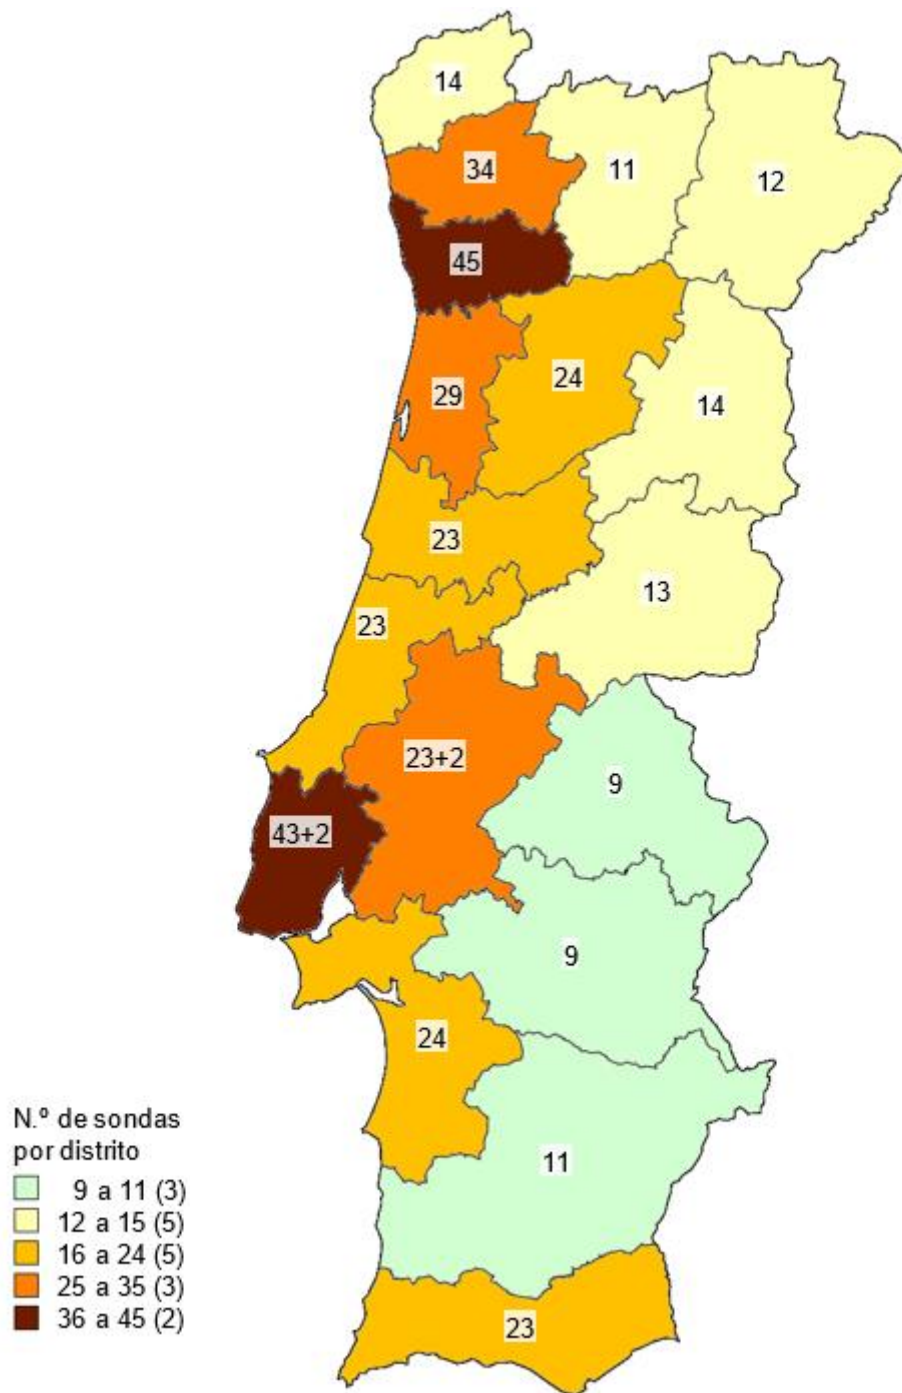 14
34
11
12
45
29
24
14
23
13
23
23+2
9
43+2
9
24
11
23
N.º de sondas
por distrito
9 a 11 (3)
12 a 15 (5)
16 a 24 (5)
25 a 35 (3)
36 a 45 (2)